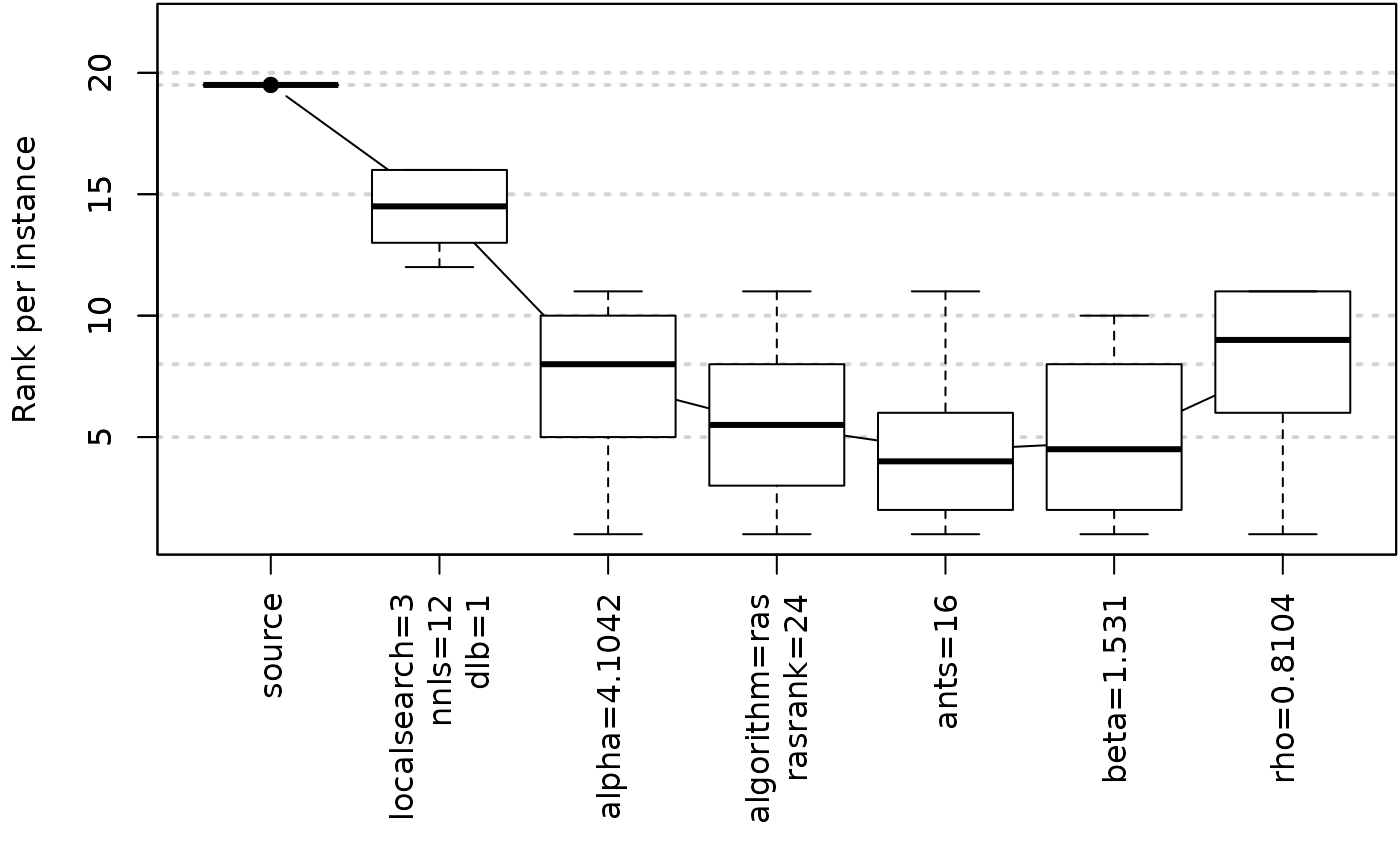 Rank per instance
20
15
10
5
source
localsearch=3
nnls=12
dlb=1
alpha=4.1042
algorithm=ras
rasrank=24
ants=16
beta=1.531
rho=0.8104